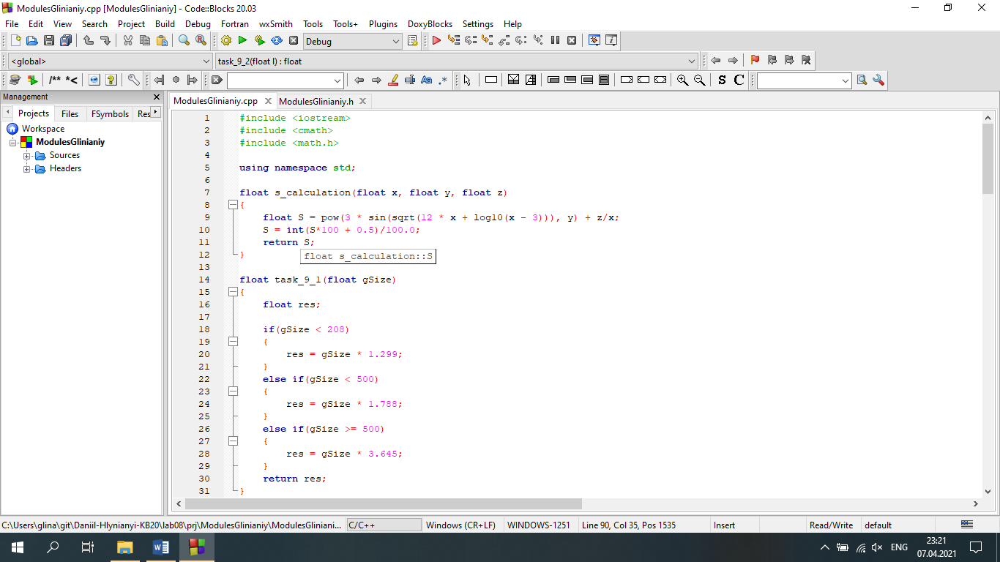 ModulesGlinianiy.cpp [ModulesGlinianiy] - Code::Blocks 20.03
File Edit View Search Project Build Debug Fortran wxSmith Tools Tools+ Plugins DoxyBlocks Settings Help
Debug
<global> task_9_2(float l) : float
/** *< Aa .* S C
Management
ModulesGlinianiy.cpp ModulesGlinianiy.h
Projects Files FSymbols Res
Workspace
ModulesGlinianiy
Sources
Headers
1 #include <iostream>
2 #include <cmath>
3 #include <math.h>
4
5 using namespace std;
6
7 float s_calculation(float x, float y, float z)
8 {
9 float S = pow(3 * sin(sqrt(12 * x + log10(x - 3))), y) + z/x;
10 S = int(S*100 + 0.5)/100.0;
11 return S;
12 }
float s_calculation::S
13
14 float task_9_1(float gSize)
15 {
16 float res;
17
18 if(gSize < 208)
19 {
20 res = gSize * 1.299;
21 }
22 else if(gSize < 500)
23 {
24 res = gSize * 1.788;
25 }
26 else if(gSize >= 500)
27 {
28 res = gSize * 3.645;
29 }
30 return res;
31 }
C:\Users\glina\git\Daniil-Hlynianyi-KB20\lab08\prj\ModulesGlinianiy\ModulesGliniani... C/C++ Windows (CR+LF) WINDOWS-1251 Line 90, Col 35, Pos 1535 Insert Read/Write default
ENG
23:21
07.04.2021